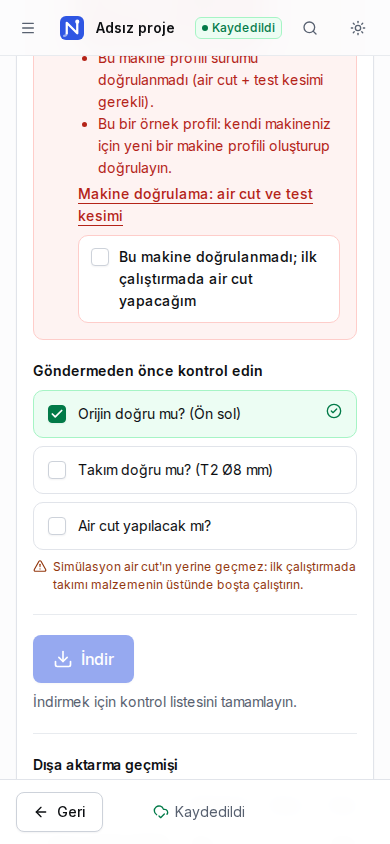 Adsız proje
Kaydedildi
Bu makine profili sürümü
doğrulanmadı (air cut + test kesimi
gerekli).
Bu bir örnek profil: kendi makineniz
için yeni bir makine profili oluşturup
doğrulayın.
Makine doğrulama: air cut ve test
kesimi
Bu makine doğrulanmadı; ilk
çalıştırmada air cut
yapacağım
Göndermeden önce kontrol edin
Orijin doğru mu? (Ön sol)
Takım doğru mu? (T2 Ø8 mm)
Air cut yapılacak mı?
Simülasyon air cut'ın yerine geçmez: ilk çalıştırmada
takımı malzemenin üstünde boşta çalıştırın.
İndir
İndirmek için kontrol listesini tamamlayın.
Dışa aktarma geçmişi
Geri
Kaydedildi